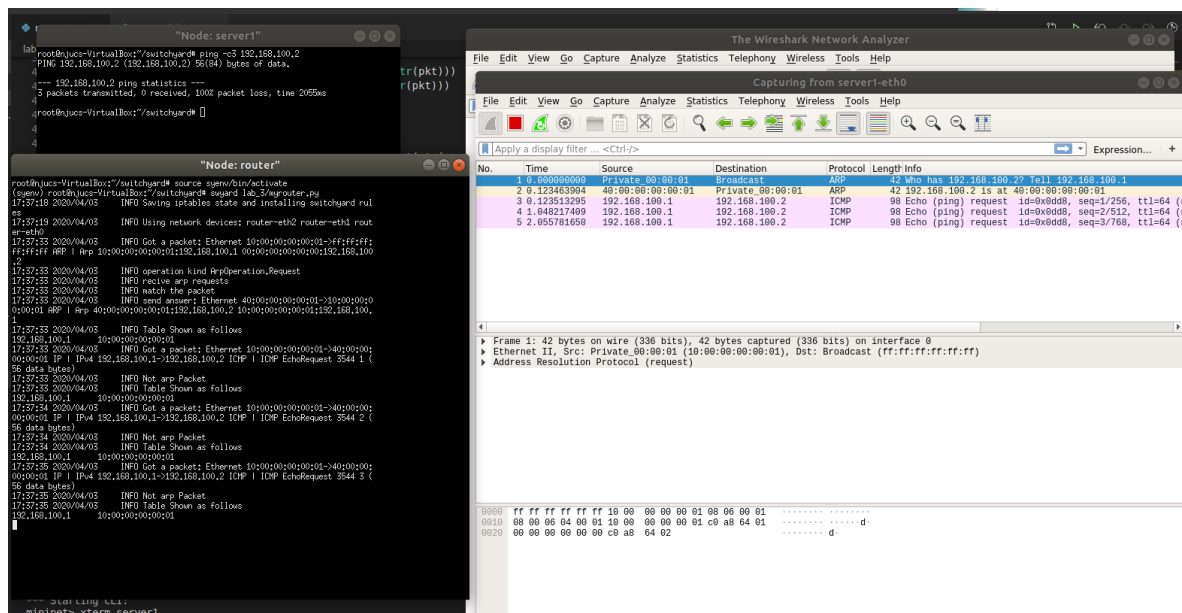 "Node: server1"
root@njucs-VirtualBox:~/switchyard# ping -c3 192.168.100.2
PING 192.168.100.2 (192.168.100.2) 56(84) bytes of data.
--- 192.168.100.2 ping statistics ---
3 packets transmitted, 0 received, 100% packet loss, time 2055ms
root@njucs-VirtualBox:~/switchyard#
lab
tr(pkt)))
r(pkt)))
"Node: router"
root@njucs-VirtualBox:~/switchyard# source syenv/bin/activate
(syenv) root@njucs-VirtualBox:~/switchyard# swyard lab_3/myrouter.py
17:37:18 2020/04/03 INFO Saving iptables state and installing switchyard rul
es
17:37:19 2020/04/03 INFO Using network devices: router-eth2 router-eth1 rout
er-eth0
17:37:33 2020/04/03 INFO Got a packet: Ethernet 10:00:00:00:00:01->ff:ff:ff:
ff:ff:ff ARP | Arp 10:00:00:00:00:01:192.168.100.1 00:00:00:00:00:00:192.168.100
.2
17:37:33 2020/04/03 INFO operation kind ArpOperation.Request
17:37:33 2020/04/03 INFO recive arp requests
17:37:33 2020/04/03 INFO match the packet
17:37:33 2020/04/03 INFO send answer: Ethernet 40:00:00:00:00:01->10:00:00:0
0:00:01 ARP | Arp 40:00:00:00:00:01:192.168.100.2 10:00:00:00:00:01:192.168.100.
1
17:37:33 2020/04/03 INFO Table Shown as follows
192.168.100.1 10:00:00:00:00:01
17:37:33 2020/04/03 INFO Got a packet: Ethernet 10:00:00:00:00:01->40:00:00:
00:00:01 IP | IPv4 192.168.100.1->192.168.100.2 ICMP | ICMP EchoRequest 3544 1 (
56 data bytes)
17:37:33 2020/04/03 INFO Not arp Packet
17:37:33 2020/04/03 INFO Table Shown as follows
192.168.100.1 10:00:00:00:00:01
17:37:34 2020/04/03 INFO Got a packet: Ethernet 10:00:00:00:00:01->40:00:00:
00:00:01 IP | IPv4 192.168.100.1->192.168.100.2 ICMP | ICMP EchoRequest 3544 2 (
56 data bytes)
17:37:34 2020/04/03 INFO Not arp Packet
17:37:34 2020/04/03 INFO Table Shown as follows
192.168.100.1 10:00:00:00:00:01
17:37:35 2020/04/03 INFO Got a packet: Ethernet 10:00:00:00:00:01->40:00:00:
00:00:01 IP | IPv4 192.168.100.1->192.168.100.2 ICMP | ICMP EchoRequest 3544 3 (
56 data bytes)
17:37:35 2020/04/03 INFO Not arp Packet
17:37:35 2020/04/03 INFO Table Shown as follows
192.168.100.1 10:00:00:00:00:01
*** Starting CLI:
mininet> xterm server1
The Wireshark Network Analyzer
File Edit View Go Capture Analyze Statistics Telephony Wireless Tools Help
Capturing from server1-eth0
File Edit View Go Capture Analyze Statistics Telephony Wireless Tools Help
Apply a display filter ... <Ctrl-/> Expression... +
No. Time Source Destination Protocol Length Info
1 0.000000000 Private_00:00:01 Broadcast ARP 42 Who has 192.168.100.2? Tell 192.168.100.1
2 0.123463904 40:00:00:00:00:01 Private_00:00:01 ARP 42 192.168.100.2 is at 40:00:00:00:00:01
3 0.123513295 192.168.100.1 192.168.100.2 ICMP 98 Echo (ping) request id=0x0dd8, seq=1/256, ttl=64 (
4 1.048217409 192.168.100.1 192.168.100.2 ICMP 98 Echo (ping) request id=0x0dd8, seq=2/512, ttl=64 (
5 2.055781650 192.168.100.1 192.168.100.2 ICMP 98 Echo (ping) request id=0x0dd8, seq=3/768, ttl=64 (
Frame 1: 42 bytes on wire (336 bits), 42 bytes captured (336 bits) on interface 0
Ethernet II, Src: Private_00:00:01 (10:00:00:00:00:01), Dst: Broadcast (ff:ff:ff:ff:ff:ff)
Address Resolution Protocol (request)
0000 ff ff ff ff ff ff 10 00 00 00 00 01 08 06 00 01 ········ ········
0010 08 00 06 04 00 01 10 00 00 00 00 01 c0 a8 64 01 ········ ······d·
0020 00 00 00 00 00 00 c0 a8 64 02 ········ d·